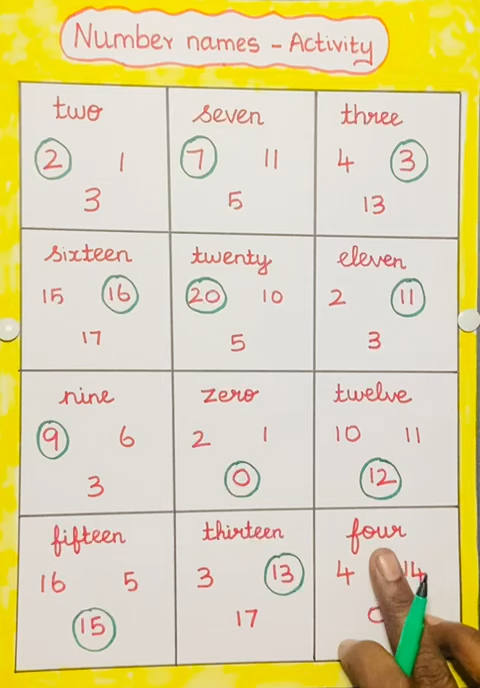 Number names - Activity
two seven three
2 1 7 11 4 3
3 5 13
sixteen twenty eleven
15 16 20 10 2 11
17 5 3
nine zero twelve
9 6 2 1 10 11
3 0 12
fifteen thirteen four
16 5 3 13 4 14
15 17